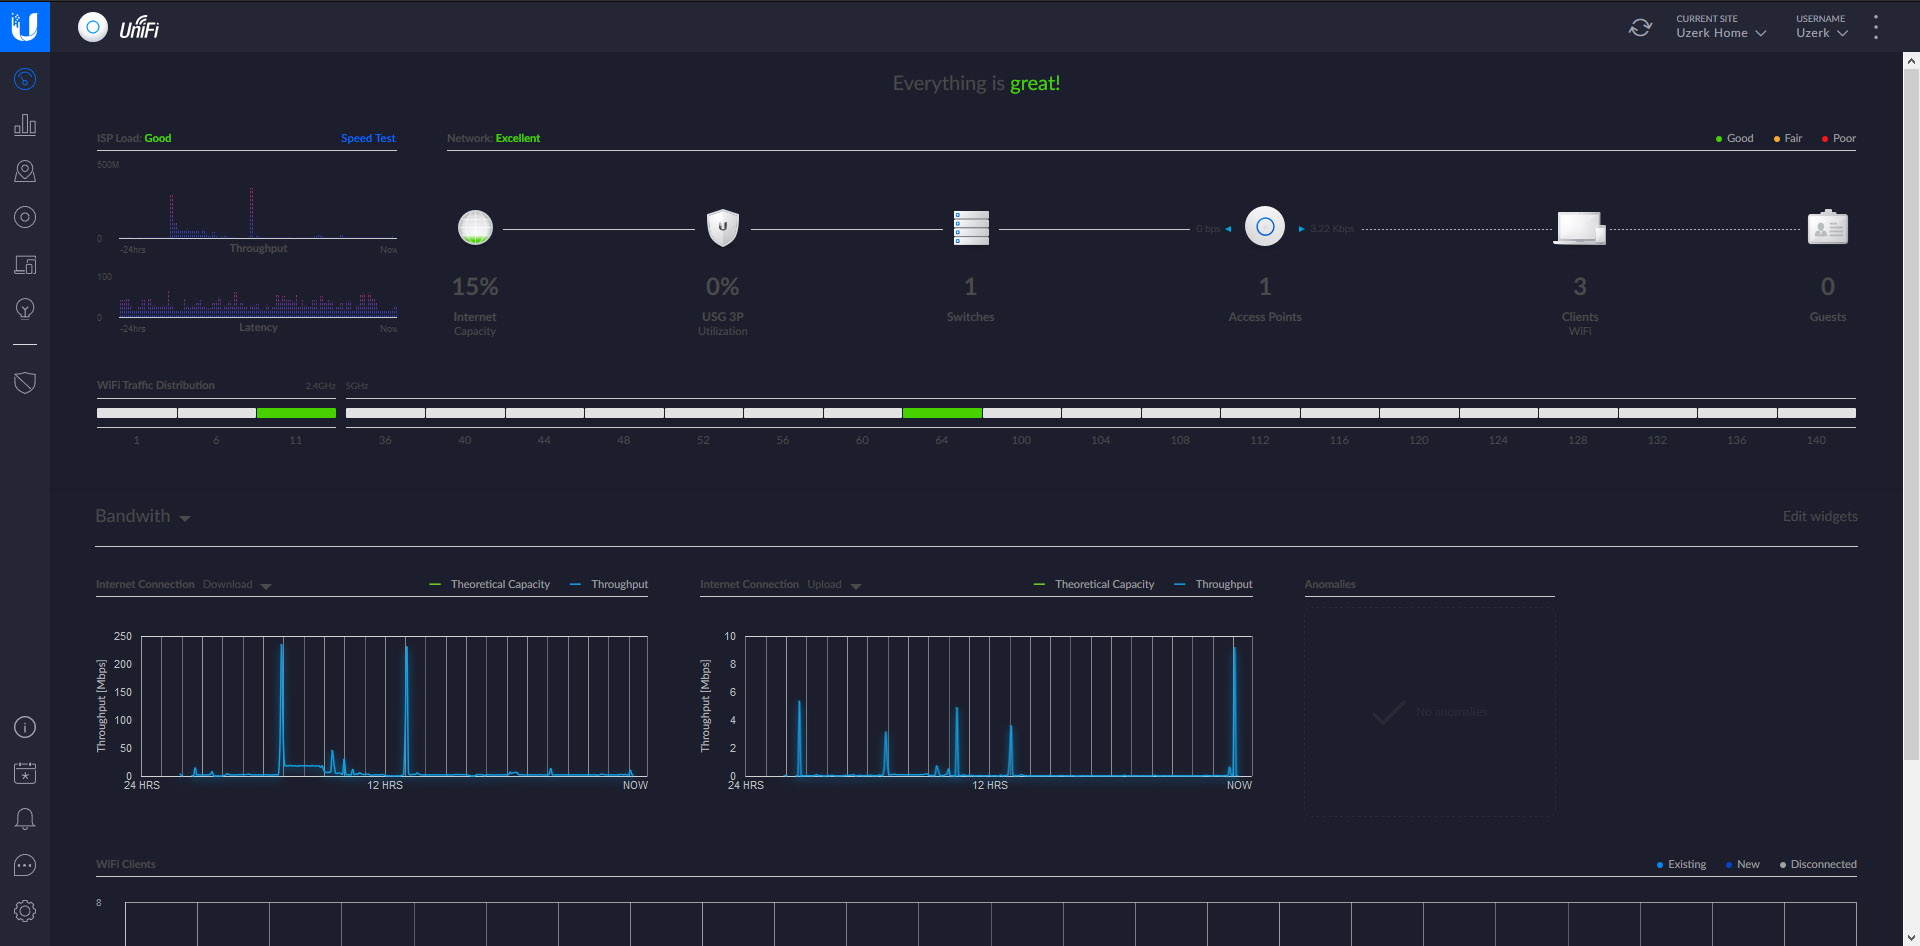 UniFi
CURRENT SITE
Uzerk Home
USERNAME
Uzerk
Everything is great!
ISP Load: Good
Speed Test
500M
0
-24hrs
Throughput
Now
100
0
-24hrs
Latency
Now
Network: Excellent
Good
Fair
Poor
0 bps
3.22 Kbps
15%
Internet
Capacity
0%
USG 3P
Utilization
1
Switches
1
Access Points
3
Clients
WiFi
0
Guests
WiFi Traffic Distribution
2.4GHz
5GHz
1 6 11 36 40 44 48 52 56 60 64 100 104 108 112 116 120 124 128 132 136 140
Bandwith
Edit widgets
Internet Connection Download
Theoretical Capacity
Throughput
Throughput [Mbps]
250
200
150
100
50
0
24 HRS
12 HRS
NOW
Internet Connection Upload
Theoretical Capacity
Throughput
Throughput [Mbps]
10
8
6
4
2
0
24 HRS
12 HRS
NOW
Anomalies
No anomalies
WiFi Clients
Existing
New
Disconnected
8